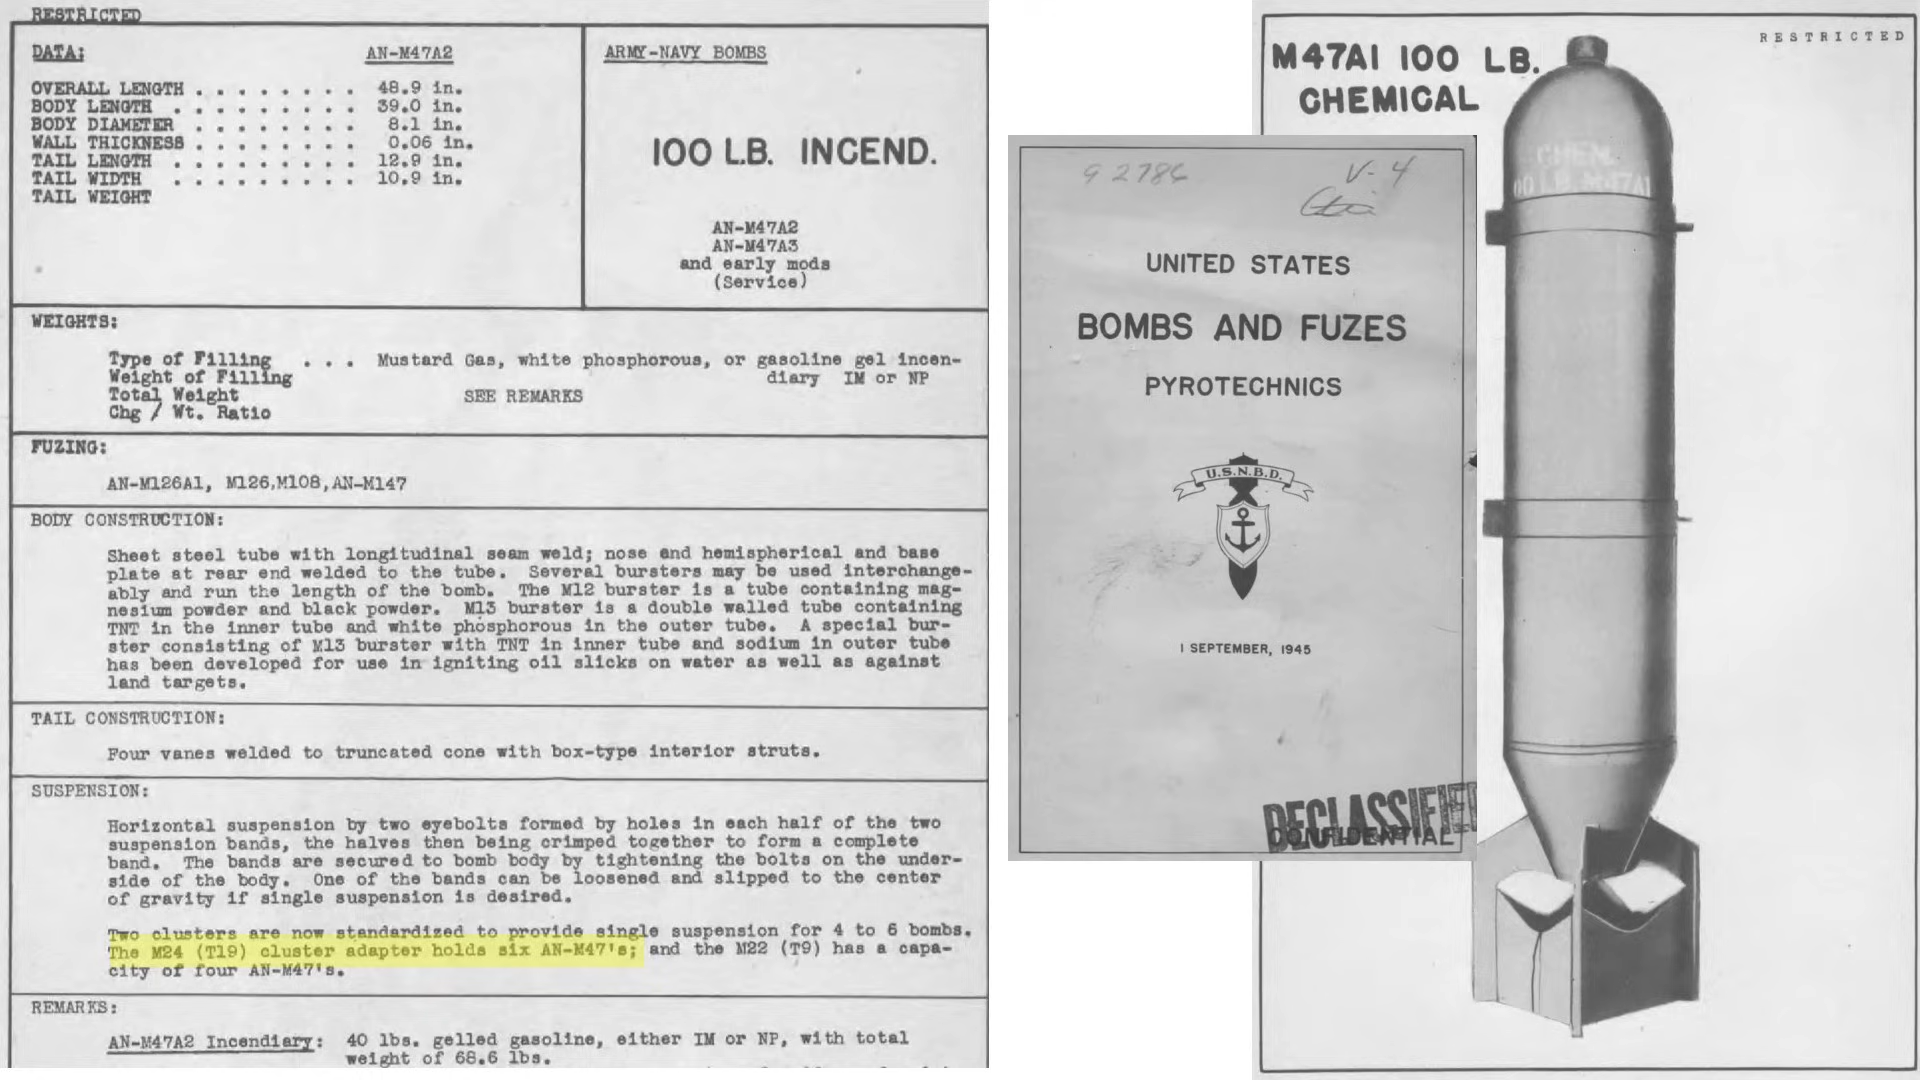 RESTRICTED
DATA: AN-M47A2
OVERALL LENGTH . . . . . . . . . 48.9 in.
BODY LENGTH . . . . . . . . . . 39.0 in.
BODY DIAMETER . . . . . . . . . 8.1 in.
WALL THICKNESS . . . . . . . . . 0.06 in.
TAIL LENGTH . . . . . . . . . . 12.9 in.
TAIL WIDTH . . . . . . . . . . 10.9 in.
TAIL WEIGHT
ARMY-NAVY BOMBS
100 LB. INCEND.
AN-M47A2
AN-M47A3
and early mods
(Service)
WEIGHTS:
Type of Filling . . . Mustard Gas, white phosphorous, or gasoline gel incen-
Weight of Filling diary IM or NP
Total Weight SEE REMARKS
Chg / Wt. Ratio
FUZING:
AN-M126A1, M126,M108,AN-M147
BODY CONSTRUCTION:
Sheet steel tube with longitudinal seam weld; nose end hemispherical and base
plate at rear end welded to the tube. Several bursters may be used interchange-
ably and run the length of the bomb. The M12 burster is a tube containing mag-
nesium powder and black powder. M13 burster is a double walled tube containing
TNT in the inner tube and white phosphorous in the outer tube. A special bur-
ster consisting of M13 burster with TNT in inner tube and sodium in outer tube
has been developed for use in igniting oil slicks on water as well as against
land targets.
TAIL CONSTRUCTION:
Four vanes welded to truncated cone with box-type interior struts.
SUSPENSION:
Horizontal suspension by two eyebolts formed by holes in each half of the two
suspension bands, the halves then being crimped together to form a complete
band. The bands are secured to bomb body by tightening the bolts on the under-
side of the body. One of the bands can be loosened and slipped to the center
of gravity if single suspension is desired.
Two clusters are now standardized to provide single suspension for 4 to 6 bombs.
The M24 (T19) cluster adapter holds six AN-M47's; and the M22 (T9) has a capa-
city of four AN-M47's.
REMARKS:
AN-M47A2 Incendiary: 40 lbs. gelled gasoline, either IM or NP, with total
weight of 68.6 lbs.
92786
V-4
UNITED STATES
BOMBS AND FUZES
PYROTECHNICS
U.S.N.B.D.
1 SEPTEMBER, 1945
DECLASSIFIED
CONFIDENTIAL
RESTRICTED
M47A1 100 LB.
CHEMICAL
CHEM.
00 LB. M47A1